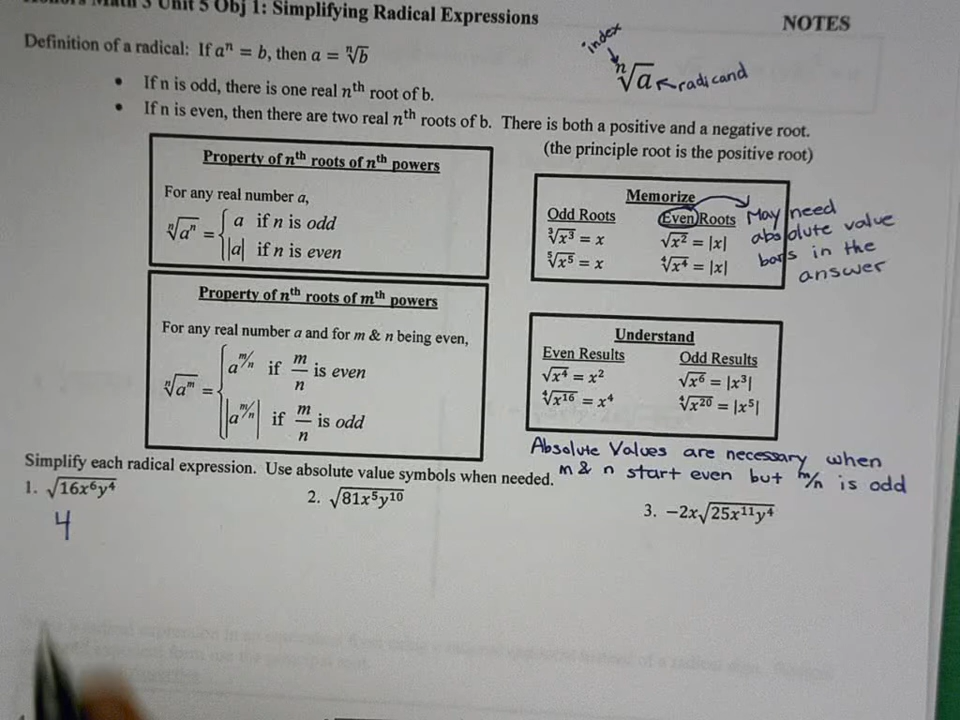 Math 3 Unit 5 Obj 1: Simplifying Radical Expressions NOTES
Definition of a radical: If aⁿ = b, then a = ⁿ√b
index
ⁿ√a ← radicand
• If n is odd, there is one real nᵗʰ root of b.
• If n is even, then there are two real nᵗʰ roots of b. There is both a positive and a negative root.
(the principle root is the positive root)
Property of nᵗʰ roots of nᵗʰ powers
For any real number a,
ⁿ√aⁿ = { a if n is odd
|a| if n is even
Memorize
Odd Roots Even Roots
³√x³ = x √x² = |x|
⁵√x⁵ = x ⁴√x⁴ = |x|
May need
absolute value
bars in the
answer
Property of nᵗʰ roots of mᵗʰ powers
For any real number a and for m & n being even,
ⁿ√aᵐ = { a^(m/n) if m/n is even
|a^(m/n)| if m/n is odd
Understand
Even Results Odd Results
√x⁴ = x² √x⁶ = |x³|
⁴√x¹⁶ = x⁴ ⁴√x²⁰ = |x⁵|
Absolute Values are necessary when
m & n start even but m/n is odd
Simplify each radical expression. Use absolute value symbols when needed.
1. √16x⁶y⁴ 2. √81x⁵y¹⁰ 3. −2x√25x¹¹y⁴
4